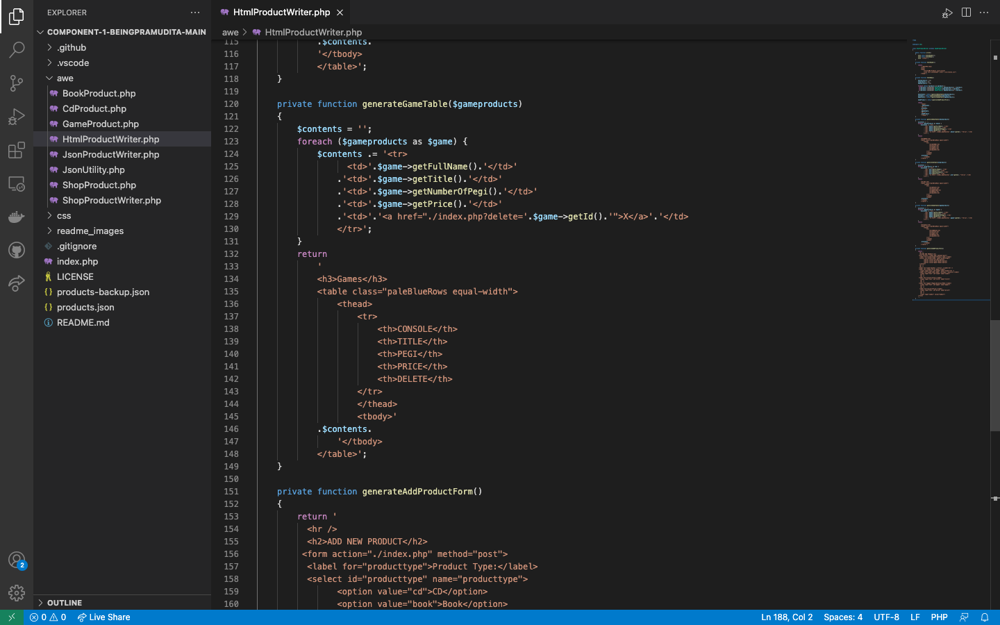 EXPLORER
COMPONENT-1-BEINGPRAMUDITA-MAIN
.github
.vscode
awe
BookProduct.php
CdProduct.php
GameProduct.php
HtmlProductWriter.php
JsonProductWriter.php
JsonUtility.php
ShopProduct.php
ShopProductWriter.php
css
readme_images
.gitignore
index.php
LICENSE
products-backup.json
products.json
README.md
OUTLINE
2
HtmlProductWriter.php
awe > HtmlProductWriter.php
115 .$contents.
116 '</tbody>
117 </table>';
118 }
119
120 private function generateGameTable($gameproducts)
121 {
122 $contents = '';
123 foreach ($gameproducts as $game) {
124 $contents .= '<tr>
125 <td>'.$game->getFullName().'</td>'
126 .'<td>'.$game->getTitle().'</td>'
127 .'<td>'.$game->getNumberOfPegi().'</td>'
128 .'<td>'.$game->getPrice().'</td>'
129 .'<td>'.'<a href="./index.php?delete='.$game->getId().'">X</a>'.'</td>
130 </tr>';
131 }
132 return
133 '
134 <h3>Games</h3>
135 <table class="paleBlueRows equal-width">
136 <thead>
137 <tr>
138 <th>CONSOLE</th>
139 <th>TITLE</th>
140 <th>PEGI</th>
141 <th>PRICE</th>
142 <th>DELETE</th>
143 </tr>
144 </thead>
145 <tbody>'
146 .$contents.
147 '</tbody>
148 </table>';
149 }
150
151 private function generateAddProductForm()
152 {
153 return '
154 <hr />
155 <h2>ADD NEW PRODUCT</h2>
156 <form action="./index.php" method="post">
157 <label for="producttype">Product Type:</label>
158 <select id="producttype" name="producttype">
159 <option value="cd">CD</option>
160 <option value="book">Book</option>
0 0 Live Share
Ln 188, Col 2 Spaces: 4 UTF-8 LF PHP